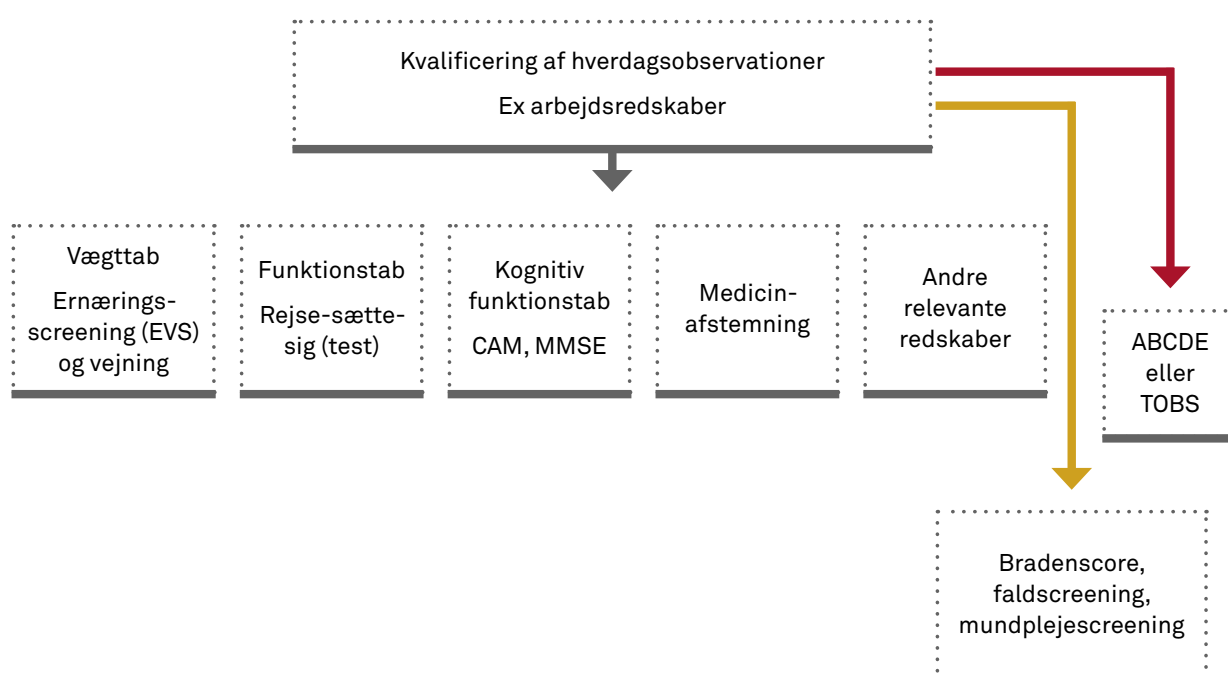 Kvalificering af hverdagsobservationer
Ex arbejdsredskaber
Vægttab
Ernærings-
screening (EVS)
og vejning
Funktionstab
Rejse-sætte-
sig (test)
Kognitiv
funktionstab
CAM, MMSE
Medicin-
afstemning
Andre
relevante
redskaber
ABCDE
eller
TOBS
Bradenscore,
faldscreening,
mundplejescreening